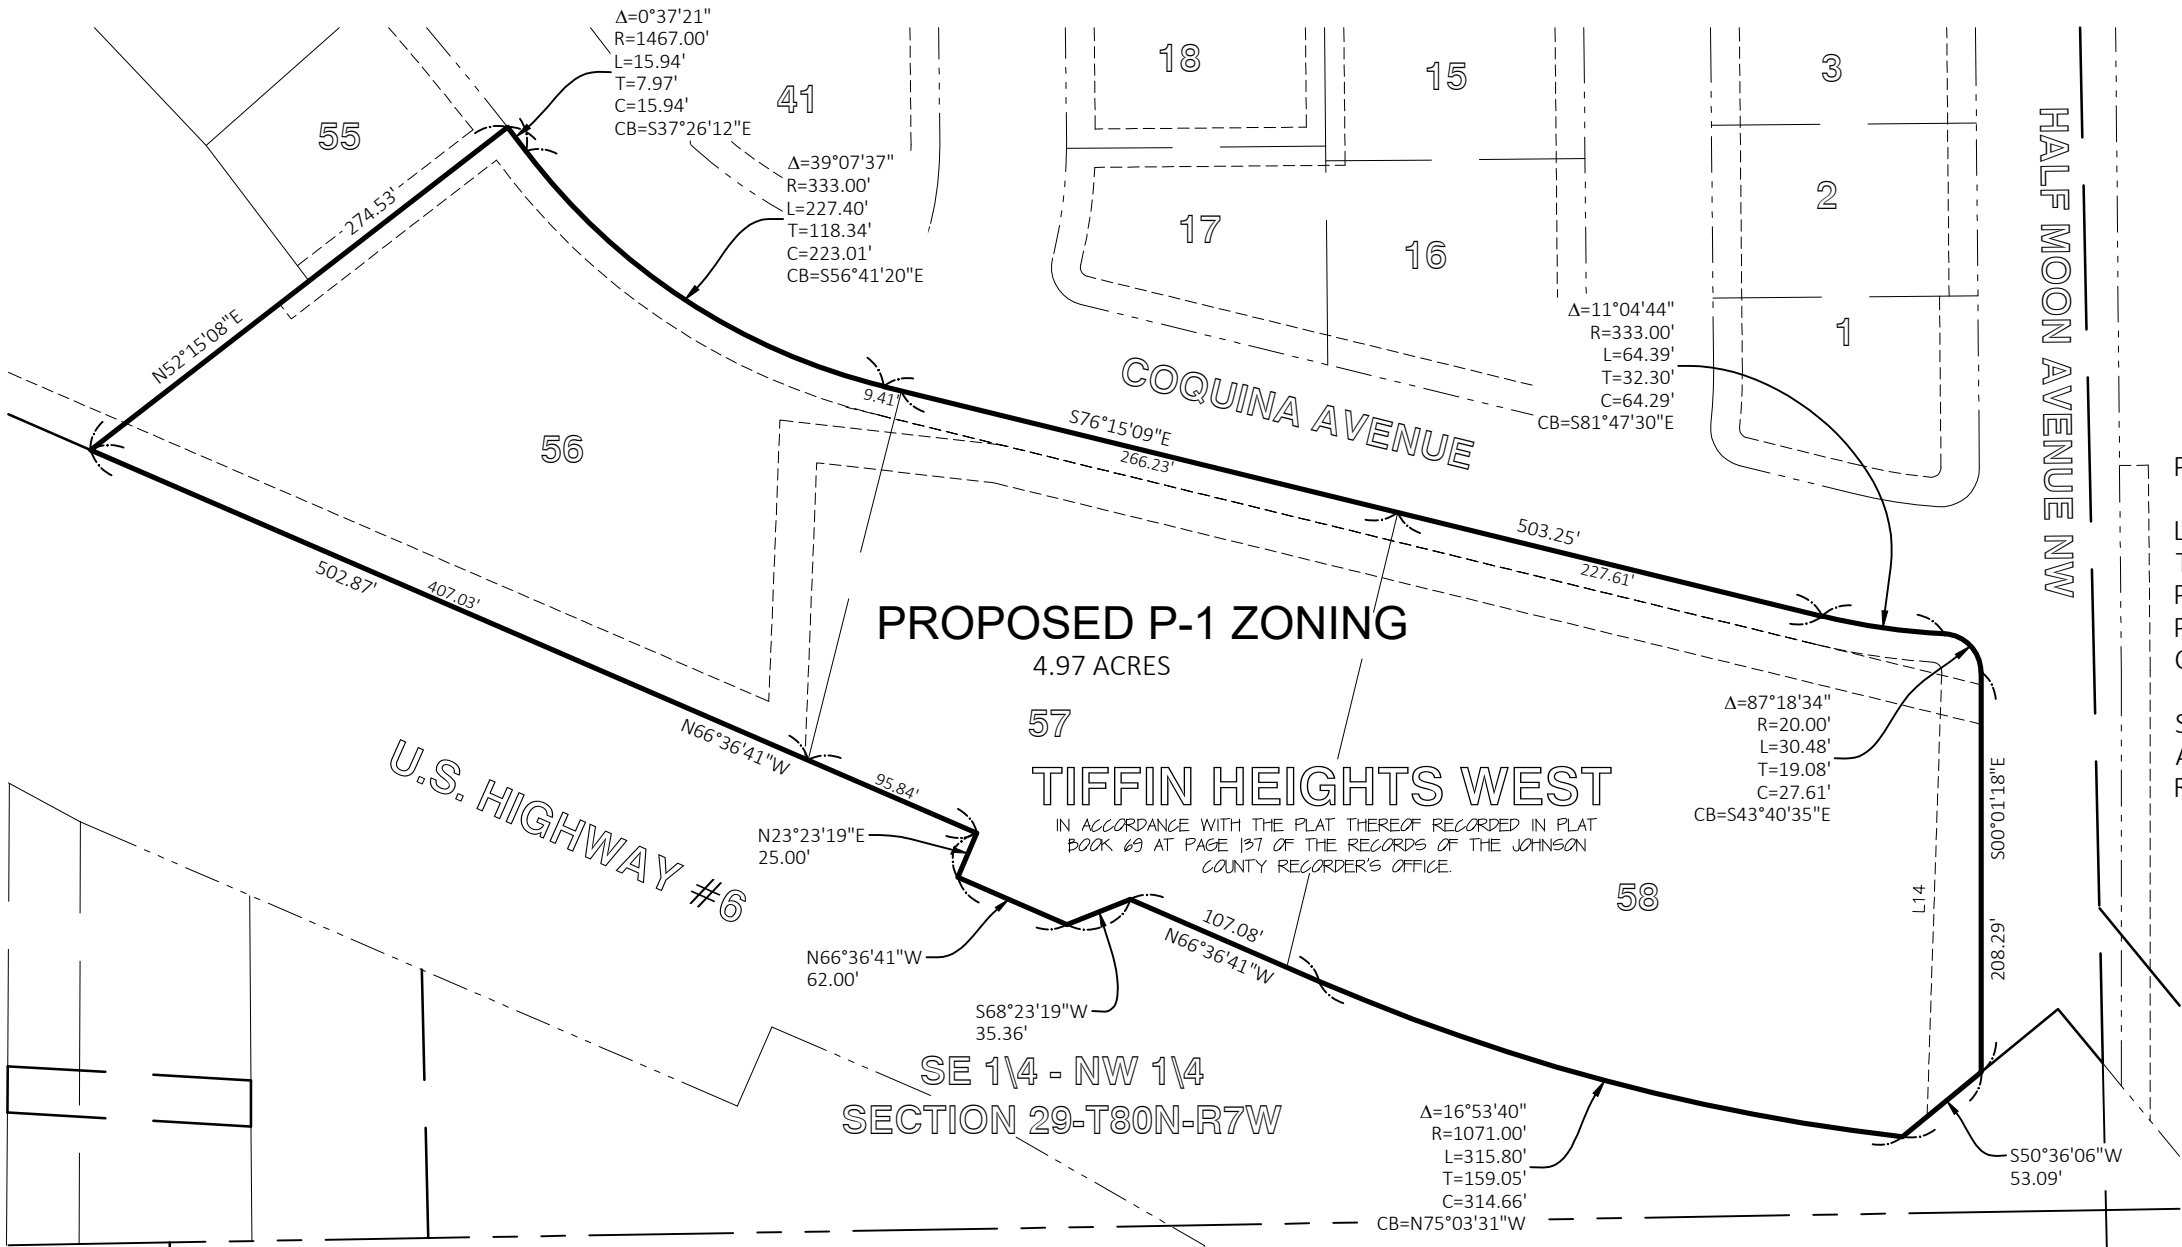 Δ=0°37'21"
R=1467.00'
L=15.94'
T=7.97'
C=15.94'
CB=S37°26'12"E
18
15
3
41
55
HALF MOON AVENUE NW
Δ=39°07'37"
R=333.00'
L=227.40'
T=118.34'
C=223.01'
CB=S56°41'20"E
274.53'
17
16
2
1
N52°15'08"E
Δ=11°04'44"
R=333.00'
L=64.39'
T=32.30'
C=64.29'
CB=S81°47'30"E
COQUINA AVENUE
9.41'
S76°15'09"E
266.23'
56
503.25'
227.61'
502.87'
407.03'
PROPOSED P-1 ZONING
4.97 ACRES
57
N66°36'41"W
95.84'
Δ=87°18'34"
R=20.00'
L=30.48'
T=19.08'
C=27.61'
CB=S43°40'35"E
U.S. HIGHWAY #6
TIFFIN HEIGHTS WEST
IN ACCORDANCE WITH THE PLAT THEREOF RECORDED IN PLAT
BOOK 69 AT PAGE 137 OF THE RECORDS OF THE JOHNSON
COUNTY RECORDER'S OFFICE.
S00°01'18"E
208.29'
L14
58
N23°23'19"E
25.00'
107.08'
N66°36'41"W
N66°36'41"W
62.00'
S68°23'19"W
35.36'
SE 1\4 - NW 1\4
SECTION 29-T80N-R7W
Δ=16°53'40"
R=1071.00'
L=315.80'
T=159.05'
C=314.66'
CB=N75°03'31"W
S50°36'06"W
53.09'